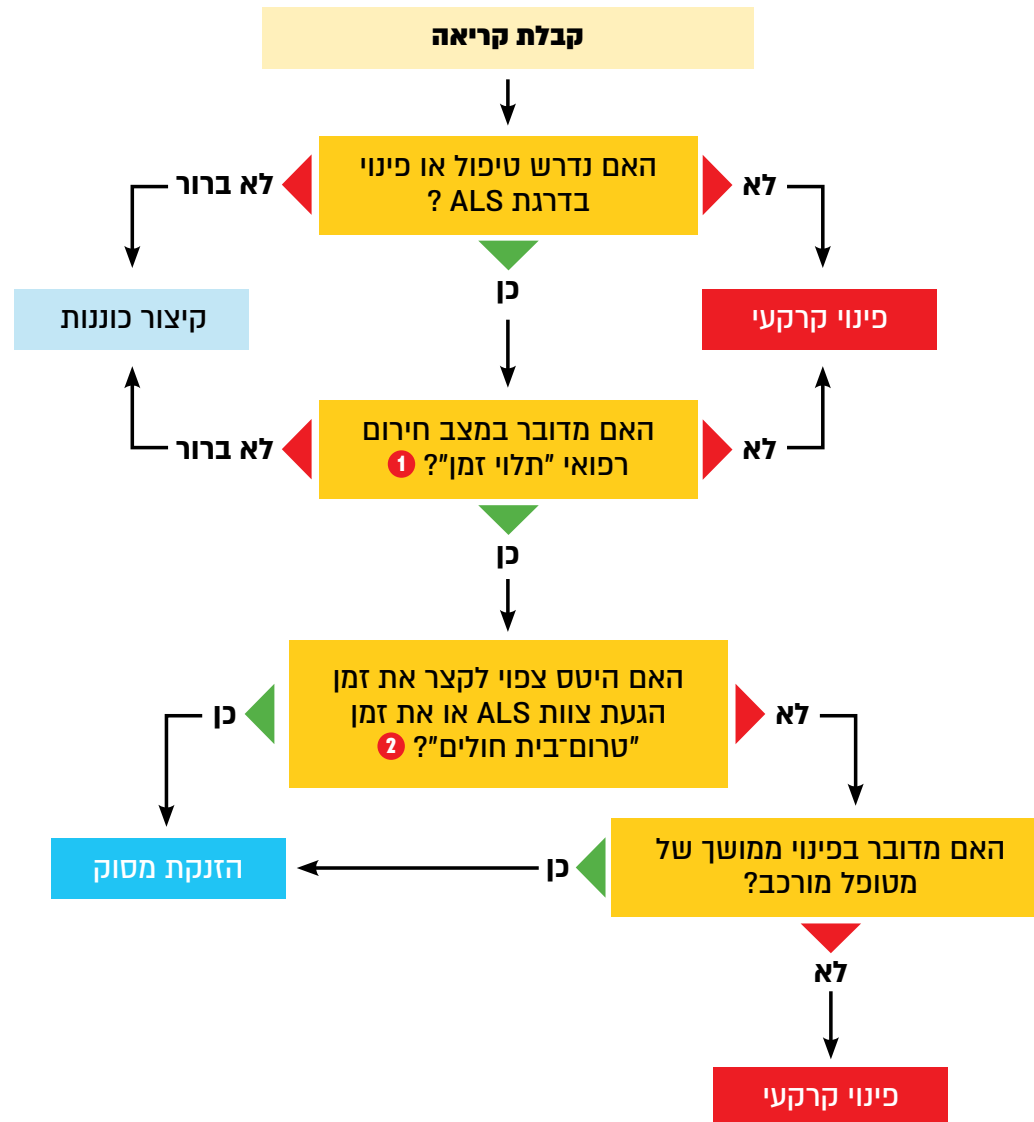 קבלת קריאה
האם נדרש טיפול או פינוי
בדרגת ALS ?
לא
לא ברור
כן
פינוי קרקעי
קיצור כוננות
האם מדובר במצב חירום
רפואי "תלוי זמן"? 1
לא
לא ברור
כן
האם היטס צפוי לקצר את זמן
הגעת צוות ALS או את זמן
"טרום־בית חולים"? 2
לא
כן
האם מדובר בפינוי ממושך של
מטופל מורכב?
כן
הזנקת מסוק
לא
פינוי קרקעי